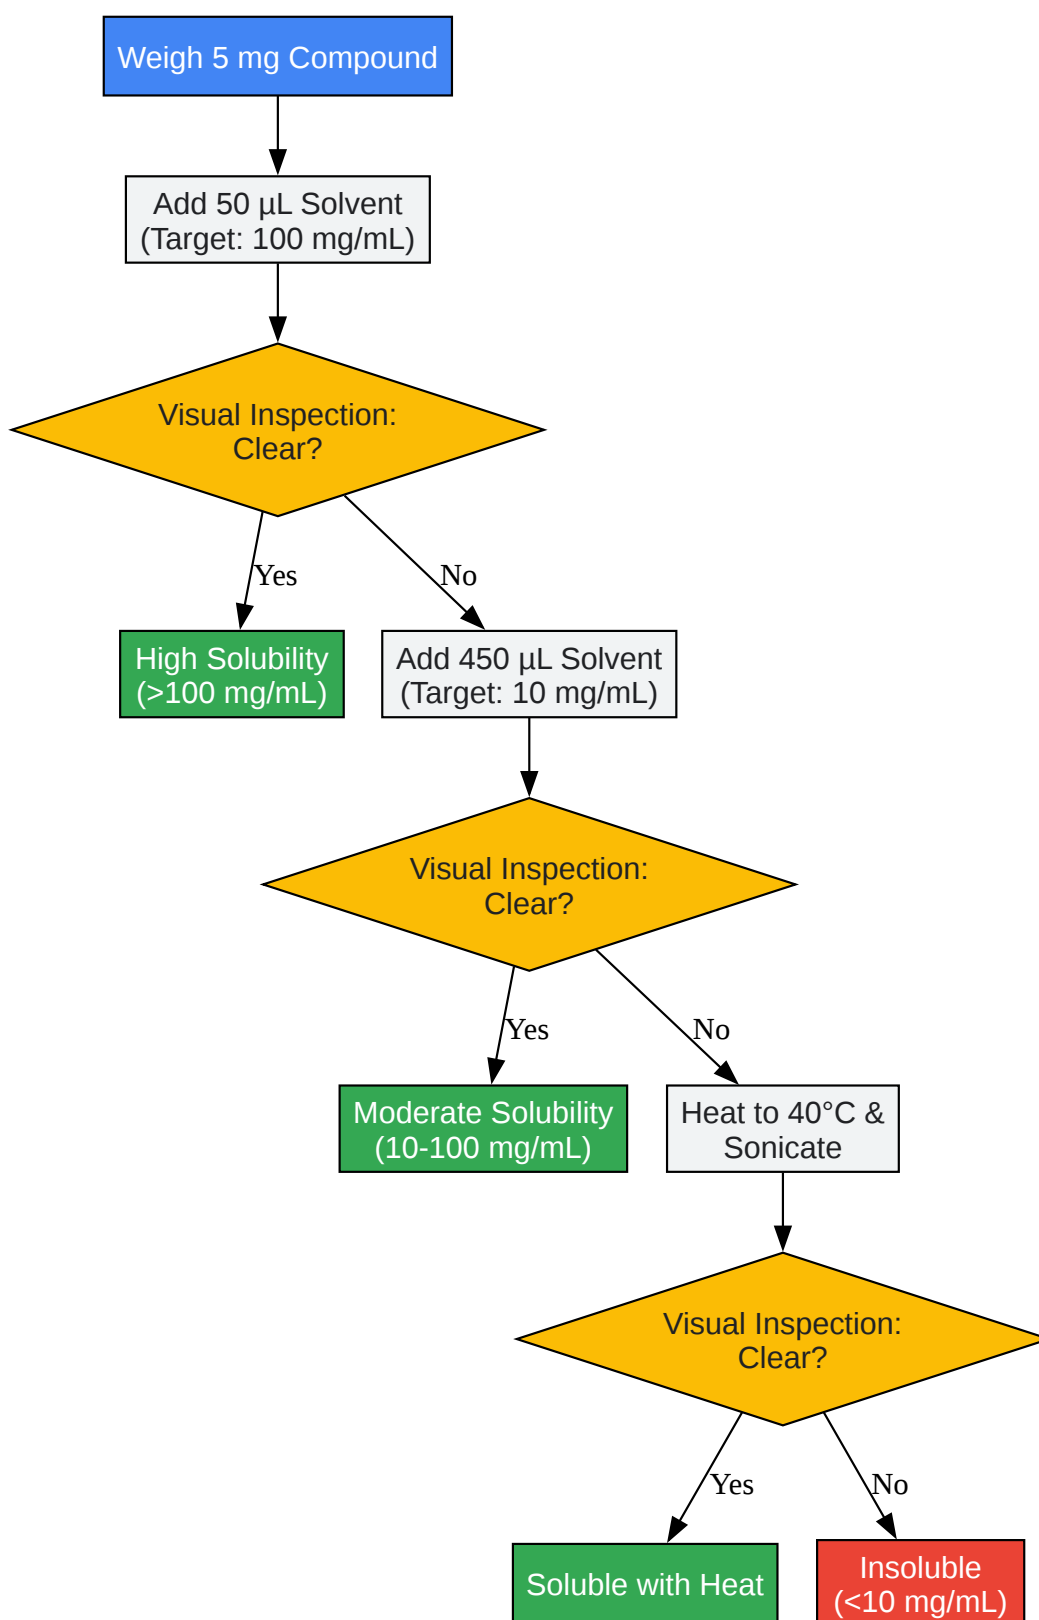 Weigh 5 mg Compound
Add 50 µL Solvent
(Target: 100 mg/mL)
Visual Inspection:
Clear?
Yes
No
High Solubility
(>100 mg/mL)
Add 450 µL Solvent
(Target: 10 mg/mL)
Visual Inspection:
Clear?
Yes
No
Moderate Solubility
(10-100 mg/mL)
Heat to 40°C &
Sonicate
Visual Inspection:
Clear?
Yes
No
Soluble with Heat
Insoluble
(<10 mg/mL)